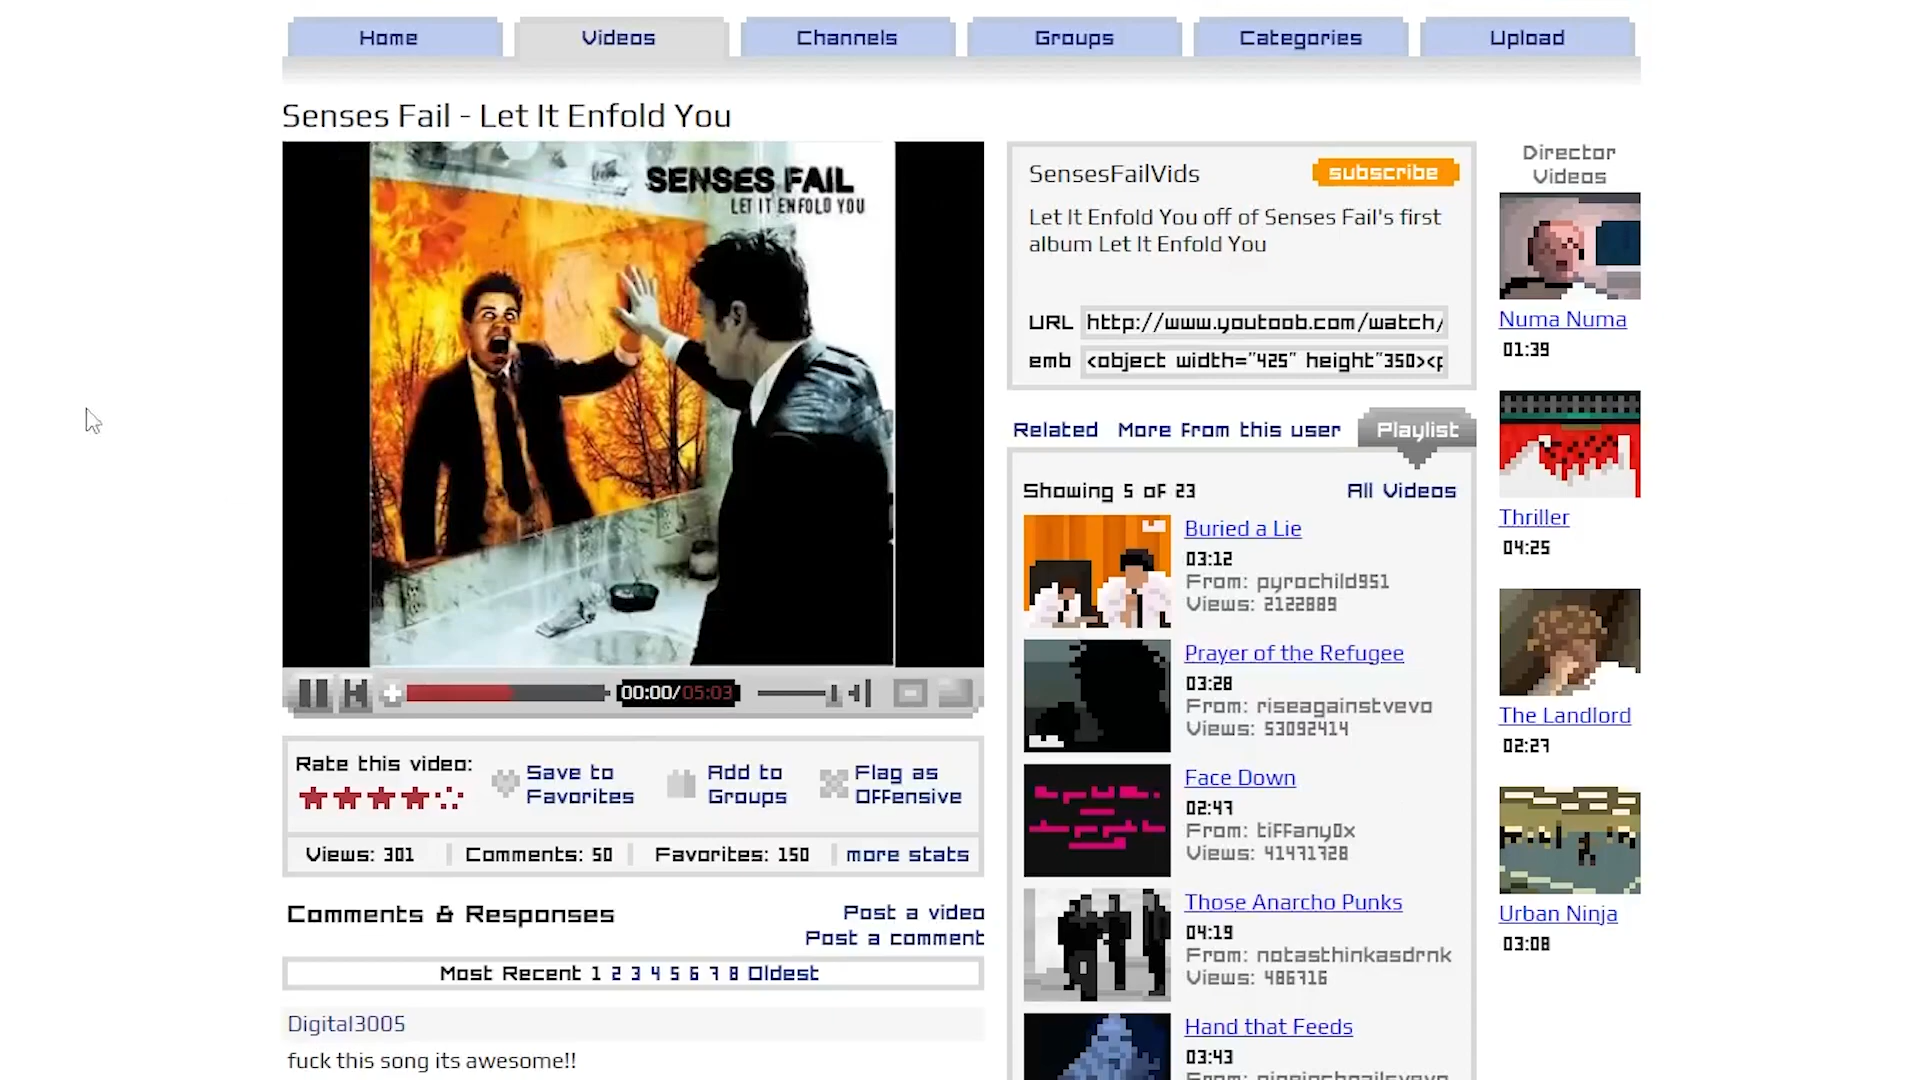 Home
Videos
Channels
Groups
Categories
Upload
Senses Fail - Let It Enfold You
SENSES FAIL
LET IT ENFOLD YOU
00:00/05:03
Rate this video:
Save to
Favorites
Add to
Groups
Flag as
Offensive
Views: 301
Comments: 50
Favorites: 150
more stats
Comments & Responses
Post a video
Post a comment
Most Recent 1 2 3 4 5 6 7 8 Oldest
Digital3005
fuck this song its awesome!!
SensesFailVids
subscribe
Let It Enfold You off of Senses Fail's first
album Let It Enfold You
URL http://www.youtoob.com/watch/
emb <object width="425" height"350><p
Related
More from this user
Playlist
Showing 5 of 23
All Videos
Buried a Lie
03:12
From: pyrochild951
Views: 2122889
Prayer of the Refugee
03:28
From: riseagainstvevo
Views: 53092414
Face Down
02:47
From: tiffany0x
Views: 41471728
Those Anarcho Punks
04:19
From: notasthinkasdrnk
Views: 486716
Hand that Feeds
03:43
Director
Videos
Numa Numa
01:39
Thriller
04:25
The Landlord
02:27
Urban Ninja
03:08